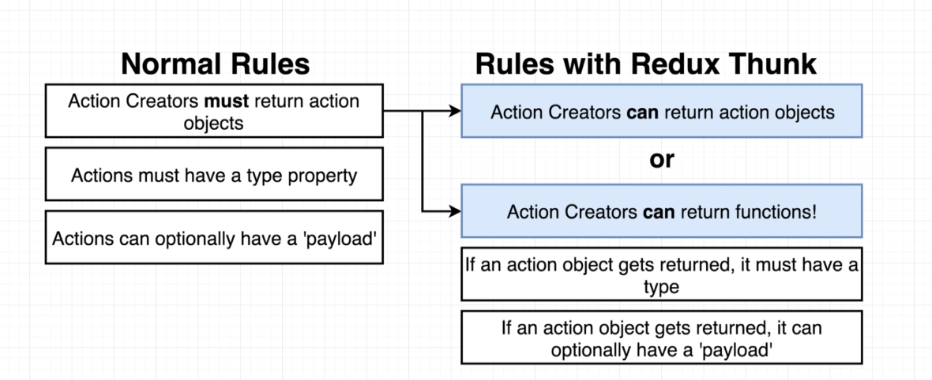 Normal Rules
Action Creators must return action
objects
Actions must have a type property
Actions can optionally have a 'payload'
Rules with Redux Thunk
Action Creators can return action objects
or
Action Creators can return functions!
If an action object gets returned, it must have a
type
If an action object gets returned, it can
optionally have a 'payload'